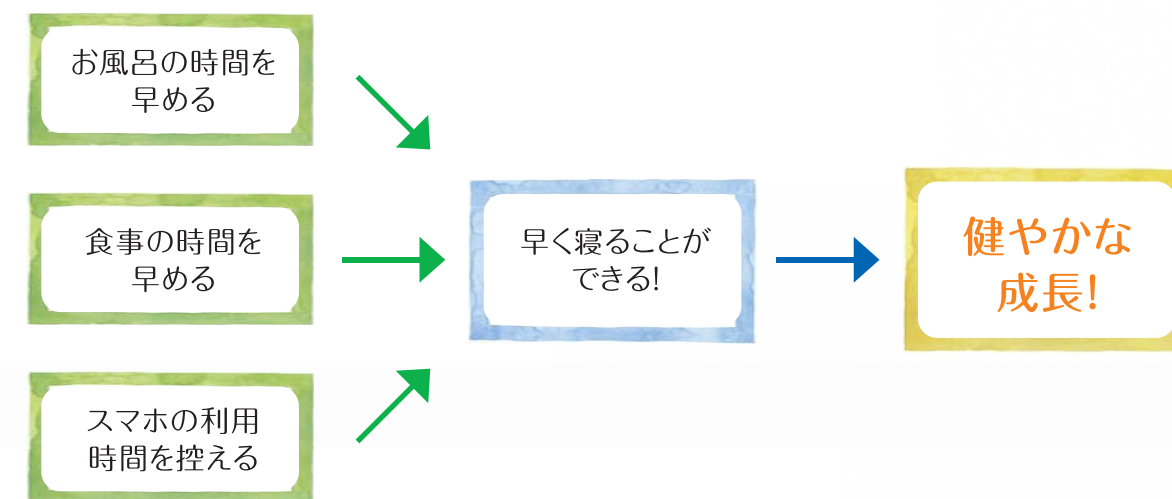 お風呂の時間を
早める
食事の時間を
早める
スマホの利用
時間を控える
早く寝ることが
できる!
健やかな
成長!